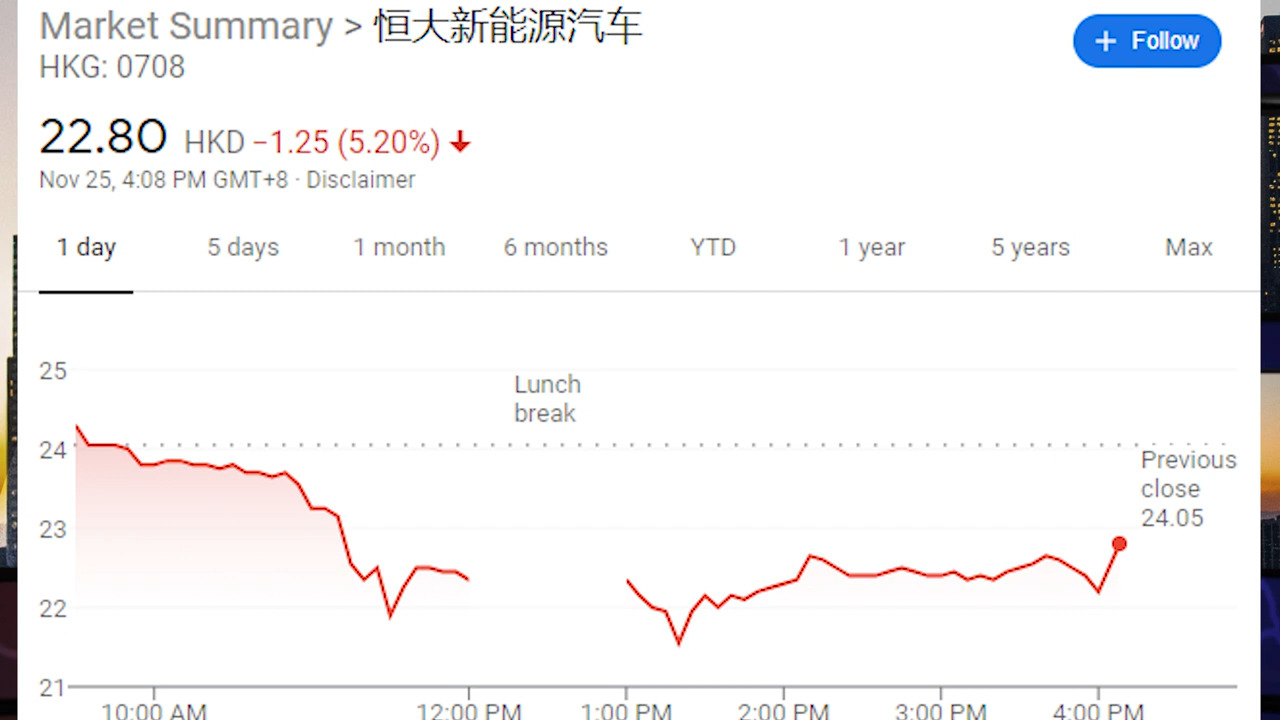 Market Summary > 恒大新能源汽车
HKG: 0708
+ Follow
22.80 HKD −1.25 (5.20%) ↓
Nov 25, 4:08 PM GMT+8 · Disclaimer
1 day 5 days 1 month 6 months YTD 1 year 5 years Max
25
Lunch
break
24
Previous
close
24.05
23
22
21
10:00 AM 12:00 PM 1:00 PM 2:00 PM 3:00 PM 4:00 PM